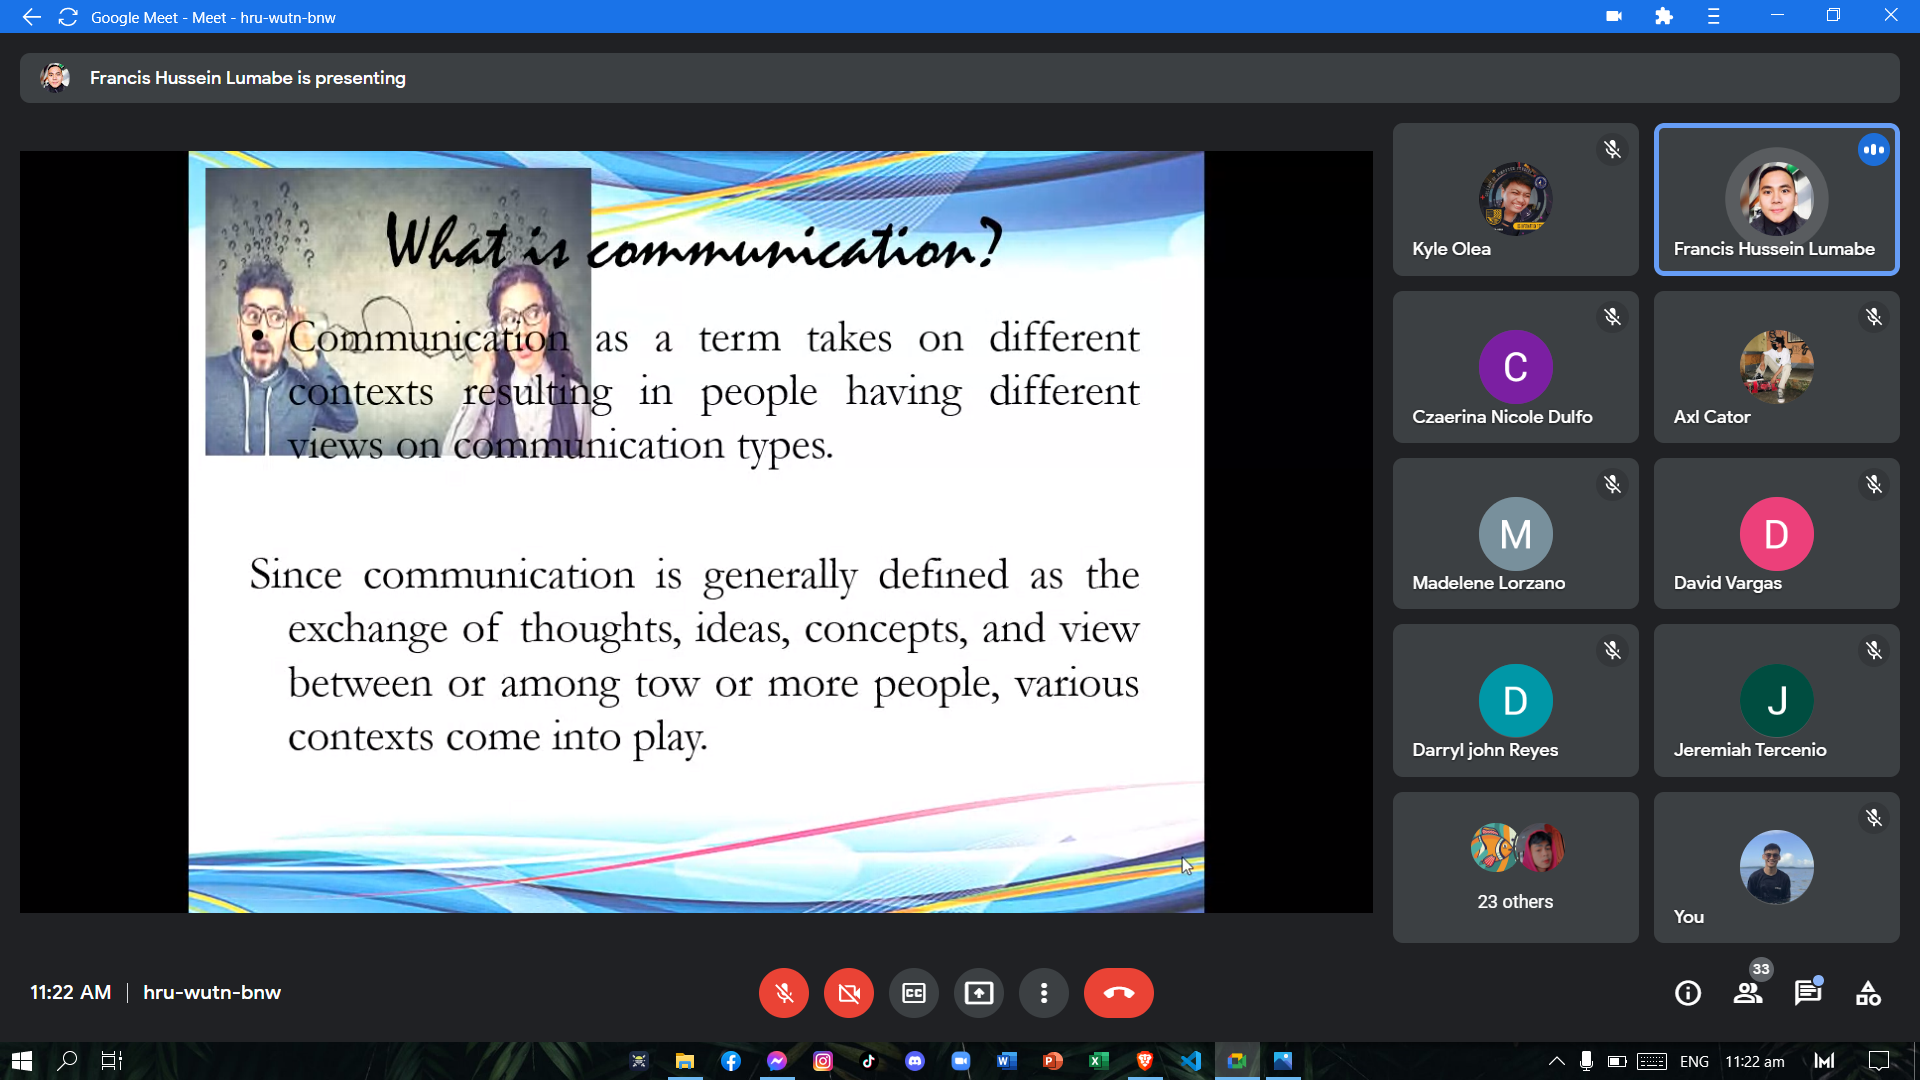 Google Meet - Meet - hru-wutn-bnw
Francis Hussein Lumabe is presenting
What is communication?
• Communication as a term takes on different
contexts resulting in people having different
views on communication types.
Since communication is generally defined as the
exchange of thoughts, ideas, concepts, and view
between or among tow or more people, various
contexts come into play.
Kyle Olea
Francis Hussein Lumabe
C
Czaerina Nicole Dulfo
Axl Cator
M
Madelene Lorzano
D
David Vargas
D
Darryl john Reyes
J
Jeremiah Tercenio
23 others
You
11:22 AM | hru-wutn-bnw
33
ENG 11:22 am